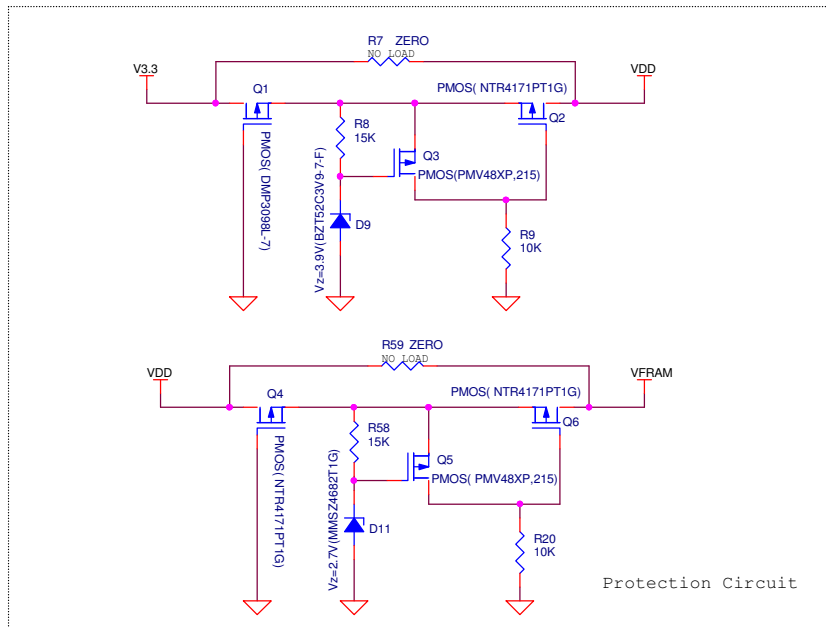 R7 ZERO
NO LOAD
V3.3
VDD
Q1
PMOS( NTR4171PT1G)
Q2
R8
15K
Q3
PMOS(PMV48XP,215)
PMOS( DMP3098L-7)
Vz=3.9V(BZT52C3V9-7-F)
D9
R9
10K
R59 ZERO
NO LOAD
VDD
VFRAM
Q4
PMOS( NTR4171PT1G)
Q6
R58
15K
Q5
PMOS( PMV48XP,215)
PMOS( NTR4171PT1G)
Vz=2.7V(MMSZ4682T1G)
D11
R20
10K
Protection Circuit